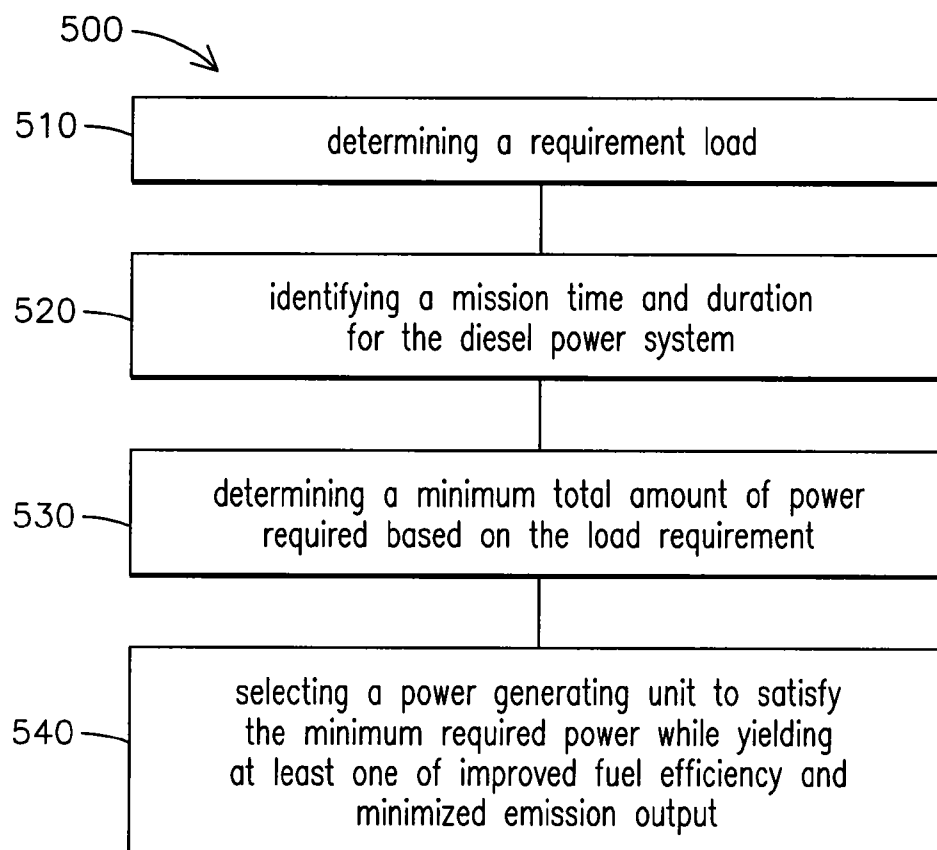 500
510
determining a requirement load
520
identifying a mission time and duration
for the diesel power system
530
determining a minimum total amount of power
required based on the load requirement
540
selecting a power generating unit to satisfy
the minimum required power while yielding
at least one of improved fuel efficiency and
minimized emission output